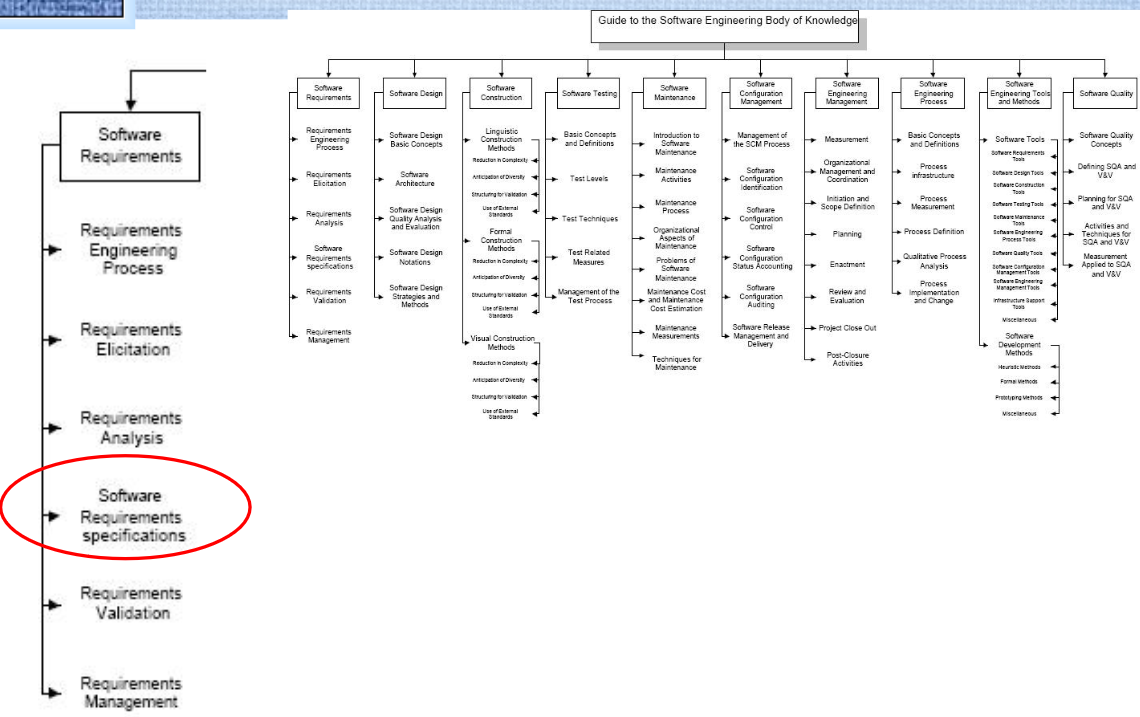 Guide to the Software Engineering Body of Knowledge
Software
Requirements
Requirements
Engineering
Process
Requirements
Elicitation
Requirements
Analysis
Software
Requirements
specifications
Requirements
Validation
Requirements
Management
Software
Requirements
Requirements
Engineering
Process
Requirements
Elicitation
Requirements
Analysis
Software
Requirements
specifications
Requirements
Validation
Requirements
Management
Software Design
Software Design
Basic Concepts
Software
Architecture
Software Design
Quality Analysis
and Evaluation
Software Design
Notations
Software Design
Strategies and
Methods
Software
Construction
Linguistic
Construction
Methods
Reduction in Complexity
Anticipation of Diversity
Structuring for Validation
Use of External
Standards
Formal
Construction
Methods
Reduction in Complexity
Anticipation of Diversity
Structuring for Validation
Use of External
Standards
Visual Construction
Methods
Reduction in Complexity
Anticipation of Diversity
Structuring for Validation
Use of External
Standards
Software Testing
Basic Concepts
and Definitions
Test Levels
Test Techniques
Test Related
Measures
Management of the
Test Process
Software
Maintenance
Introduction to
Software
Maintenance
Maintenance
Activities
Maintenance
Process
Organizational
Aspects of
Maintenance
Problems of
Software
Maintenance
Maintenance Cost
and Maintenance
Cost Estimation
Maintenance
Measurements
Techniques for
Maintenance
Software
Configuration
Management
Management of
the SCM Process
Software
Configuration
Identification
Software
Configuration
Control
Software
Configuration
Status Accounting
Software
Configuration
Auditing
Software Release
Management and
Delivery
Software
Engineering
Management
Measurement
Organizational
Management and
Coordination
Initiation and
Scope Definition
Planning
Enactment
Review and
Evaluation
Project Close Out
Post-Closure
Activities
Software
Engineering
Process
Basic Concepts
and Definitions
Process
infrastructure
Process
Measurement
Process Definition
Qualitative Process
Analysis
Process
Implementation
and Change
Software
Engineering Tools
and Methods
Software Tools
Software Requirements
Tools
Software Design Tools
Software Construction
Tools
Software Testing Tools
Software Maintenance
Tools
Software Engineering
Process Tools
Software Quality Tools
Software Configuration
Management Tools
Software Engineering
Management Tools
Infrastructure Support
Tools
Miscellaneous
Software
Development
Methods
Heuristic Methods
Formal Methods
Prototyping Methods
Miscellaneous
Software Quality
Software Quality
Concepts
Defining SQA and
V&V
Planning for SQA
and V&V
Activities and
Techniques for
SQA and V&V
Measurement
Applied to SQA
and V&V